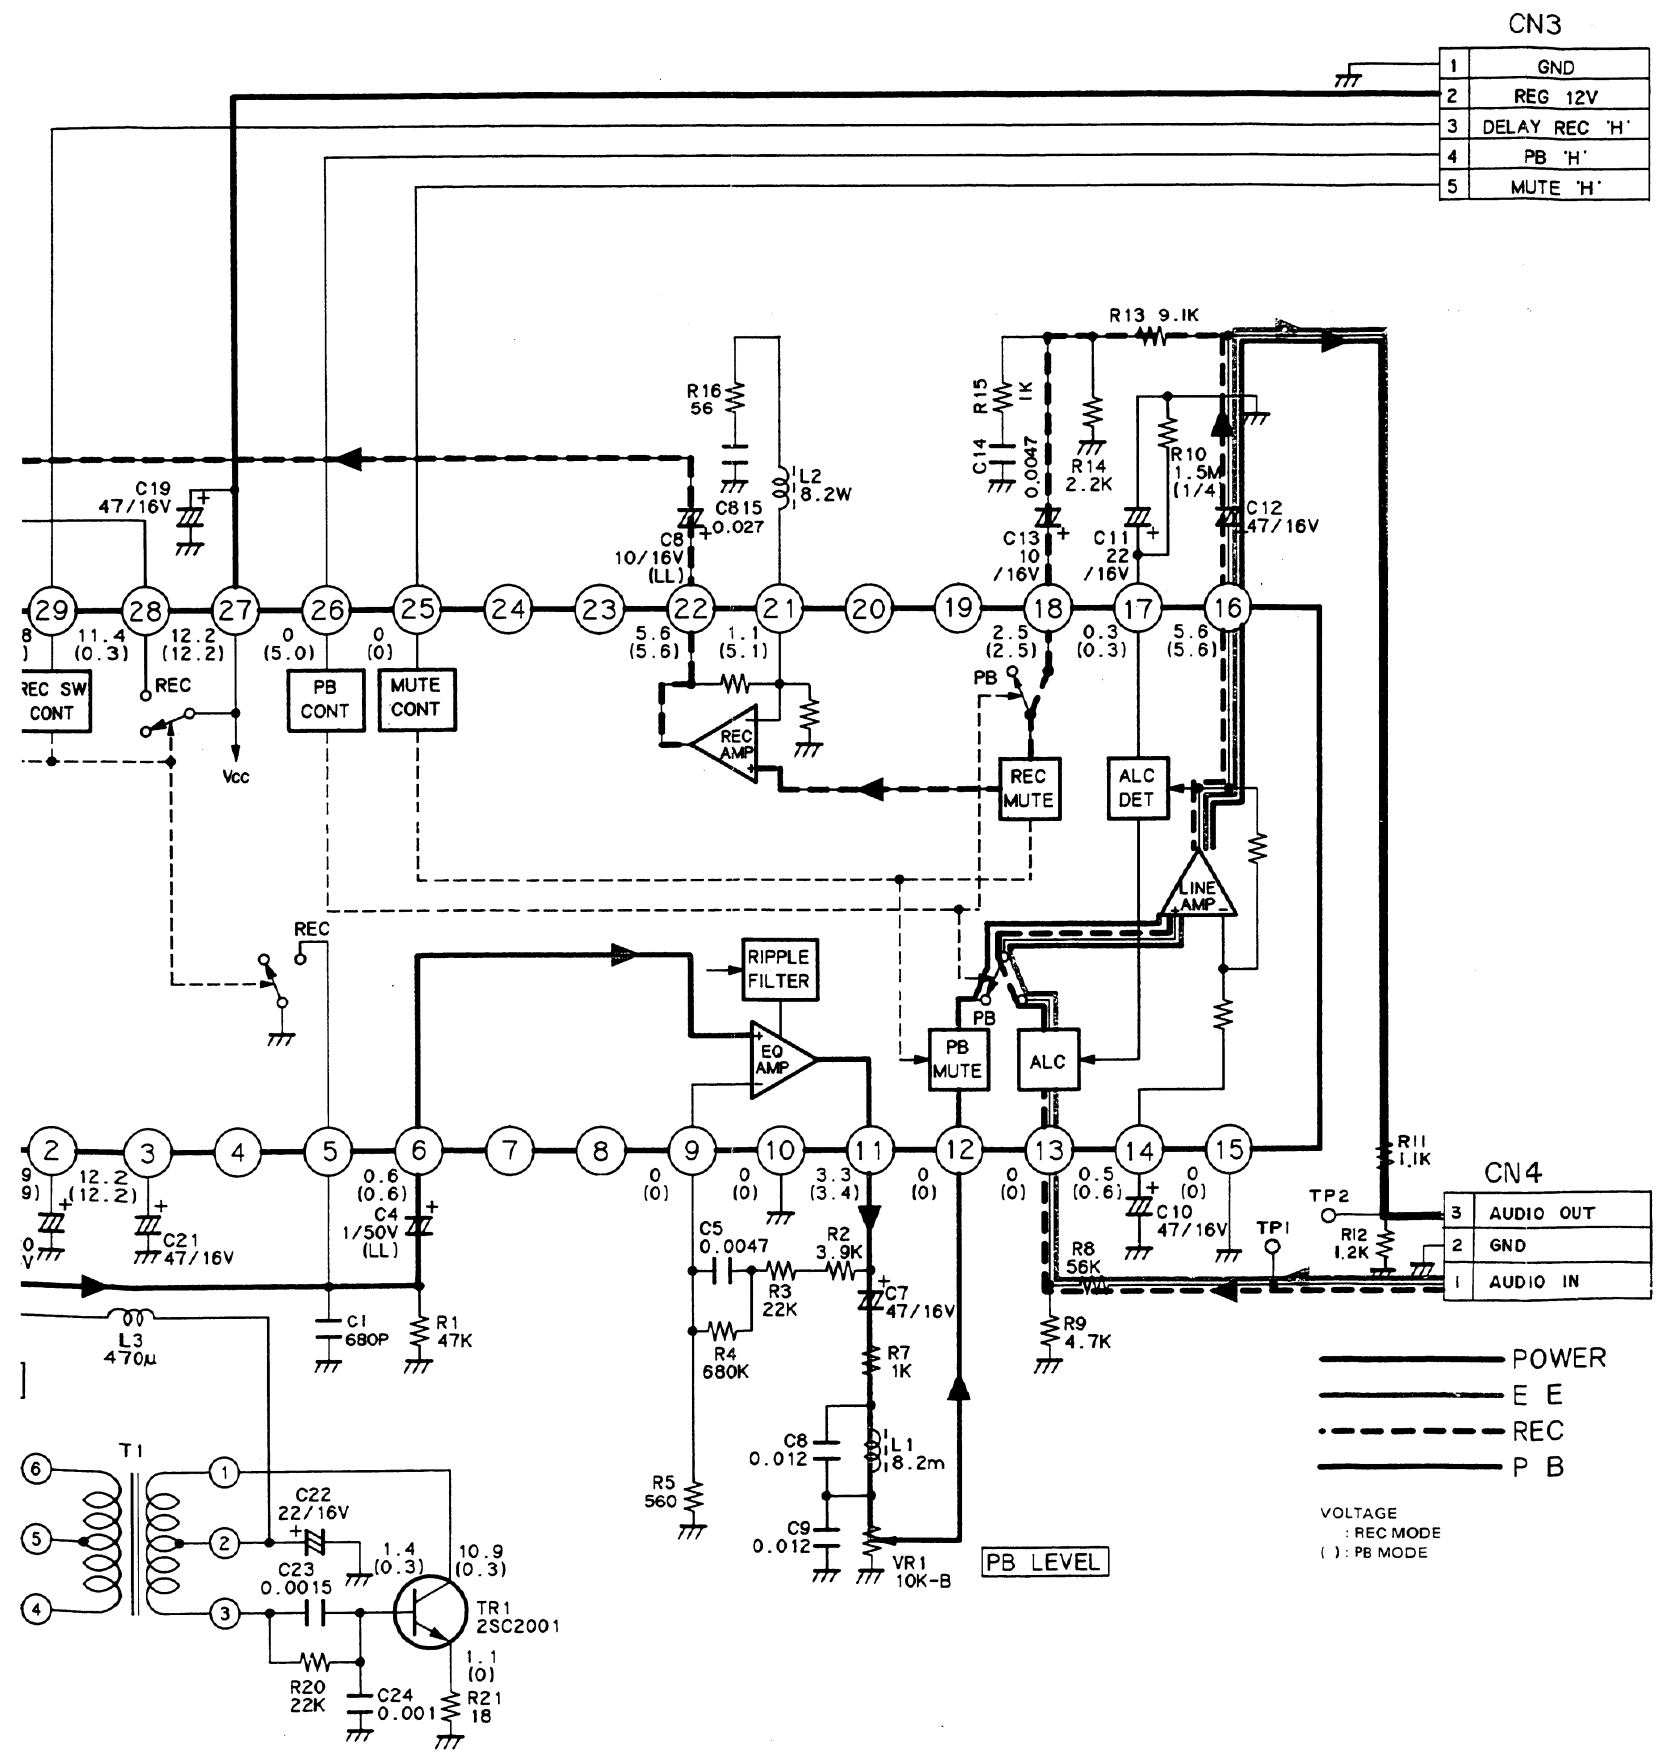 CN3
1 GND
2 REG 12V
3 DELAY REC 'H'
4 PB 'H'
5 MUTE 'H'
R13 9.1K
R16
56
R15
1K
C14
0.0047
R14
2.2K
R10
1.5M
(1/4)
L2
8.2W
C19
47/16V
C815
0.027
C8
10/16V
(LL)
C13
10
/16V
C11
22
/16V
C12
47/16V
29 28 27 26 25 24 23 22 21 20 19 18 17 16
8
)
11.4
(0.3)
12.2
(12.2)
0
(5.0)
0
(0)
5.6
(5.6)
1.1
(5.1)
2.5
(2.5)
0.3
(0.3)
5.6
(5.6)
REC SW
CONT
REC
PB
CONT
MUTE
CONT
PB
REC
AMP
+
-
REC
MUTE
ALC
DET
Vcc
LINE
AMP
+ -
REC
RIPPLE
FILTER
PB
EQ
AMP
+
-
PB
MUTE
ALC
2 3 4 5 6 7 8 9 10 11 12 13 14 15
9
9)
12.2
(12.2)
0.6
(0.6)
0
(0)
0
(0)
3.3
(3.4)
0
(0)
0
(0)
0.5
(0.6)
0
(0)
R11
1.1K
CN4
3 AUDIO OUT
2 GND
1 AUDIO IN
TP2
TP1
R12
1.2K
0
V
C21
47/16V
C4
1/50V
(LL)
C5
0.0047
R2
3.9K
R3
22K
C7
47/16V
R8
56K
C10
47/16V
L3
470μ
C1
680P
R1
47K
R4
680K
R7
1K
R9
4.7K
]
POWER
E E
REC
P B
VOLTAGE
: REC MODE
( ) : PB MODE
C8
0.012
L1
8.2m
R5
560
C9
0.012
VR1
10K-B
PB LEVEL
T1
6
5
4
1
2
3
C22
22/16V
C23
0.0015
1.4
(0.3)
10.9
(0.3)
TR1
2SC2001
1.1
(0)
R20
22K
C24
0.001
R21
18